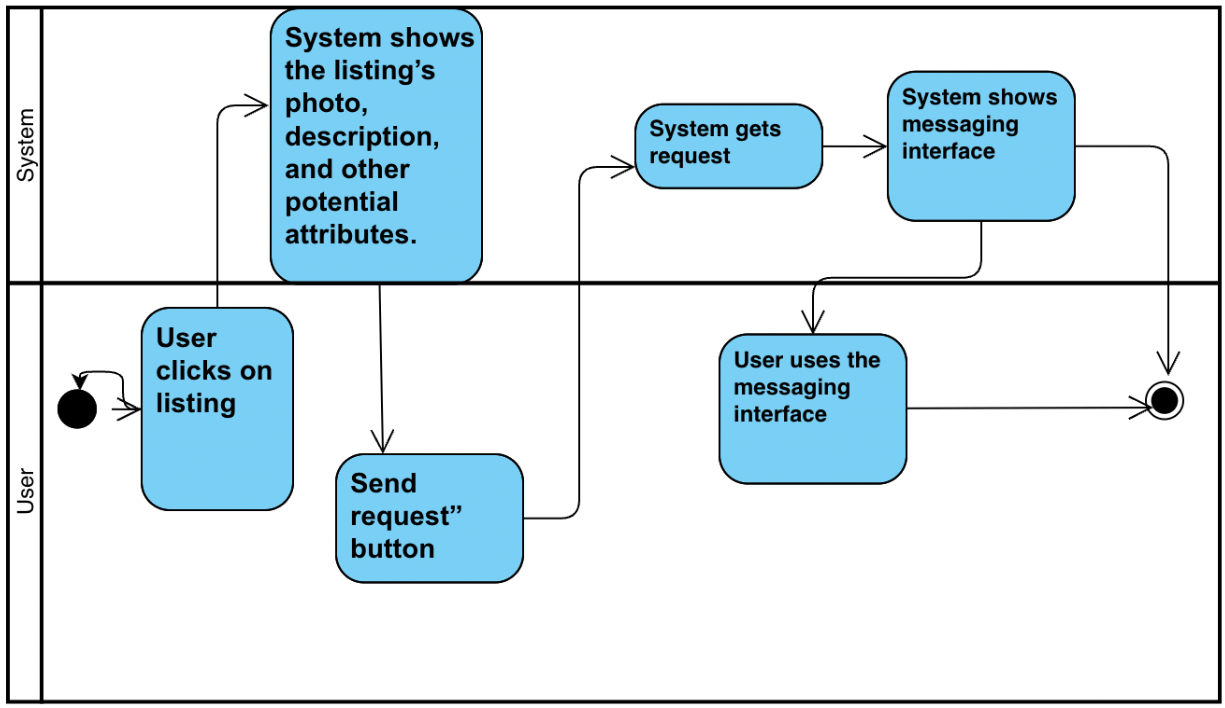 System
System shows
the listing’s
photo,
description,
and other
potential
attributes.
System gets
request
System shows
messaging
interface
User
User
clicks on
listing
Send
request”
button
User uses the
messaging
interface